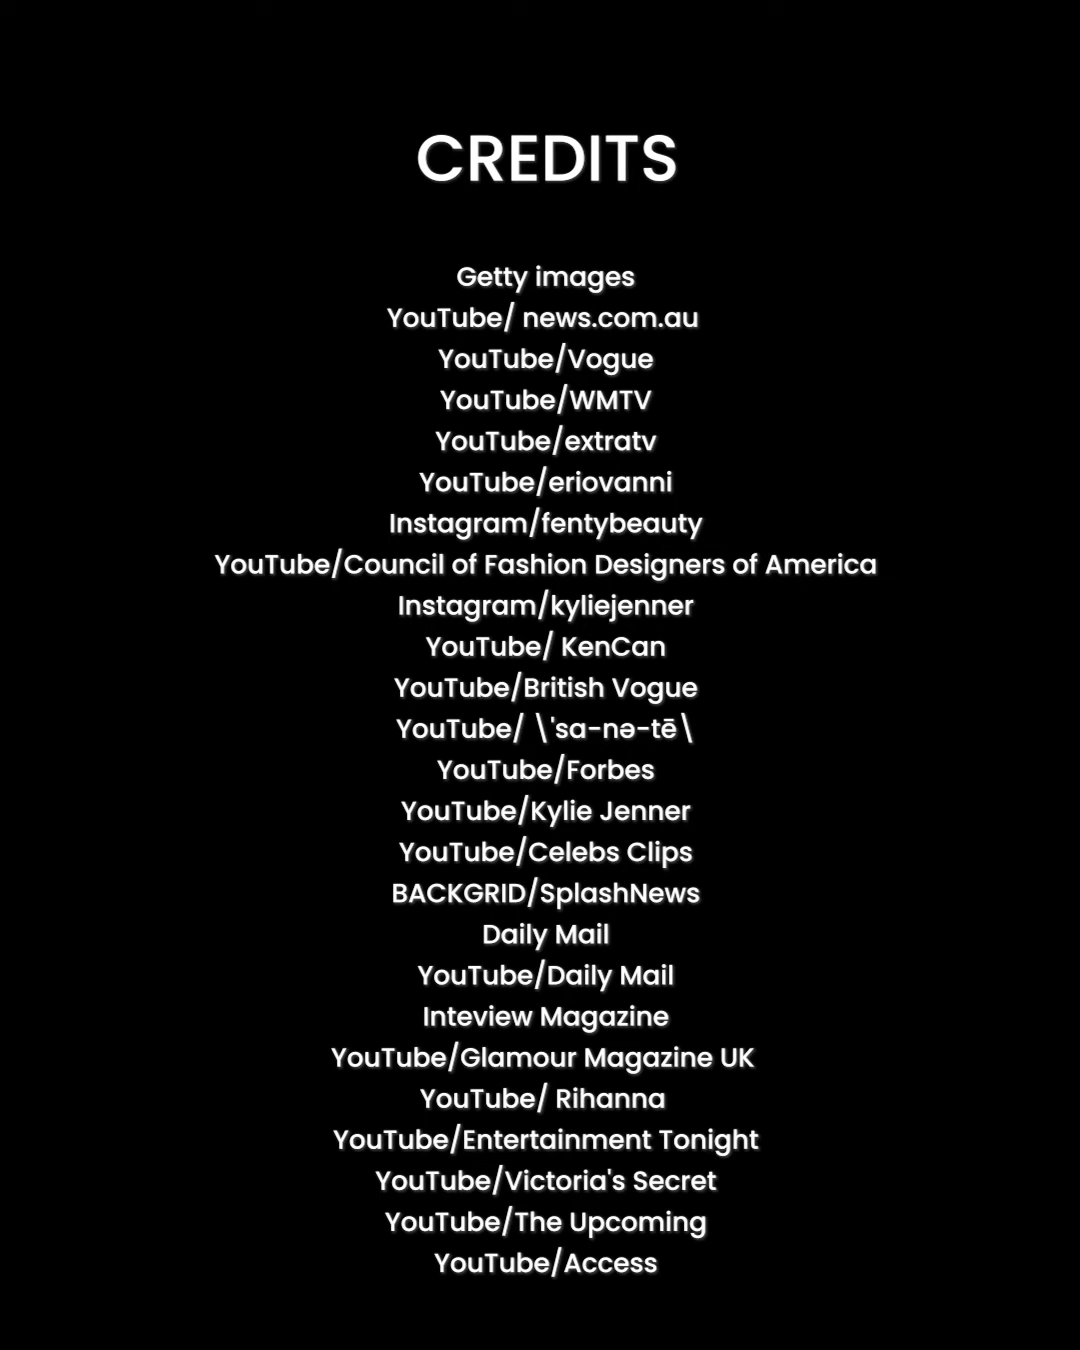 CREDITS
Getty images
YouTube/ news.com.au
YouTube/Vogue
YouTube/WMTV
YouTube/extratv
YouTube/eriovanni
Instagram/fentybeauty
YouTube/Council of Fashion Designers of America
Instagram/kyliejenner
YouTube/ KenCan
YouTube/British Vogue
YouTube/ \'sa-nə-tē\
YouTube/Forbes
YouTube/Kylie Jenner
YouTube/Celebs Clips
BACKGRID/SplashNews
Daily Mail
YouTube/Daily Mail
Inteview Magazine
YouTube/Glamour Magazine UK
YouTube/ Rihanna
YouTube/Entertainment Tonight
YouTube/Victoria's Secret
YouTube/The Upcoming
YouTube/Access